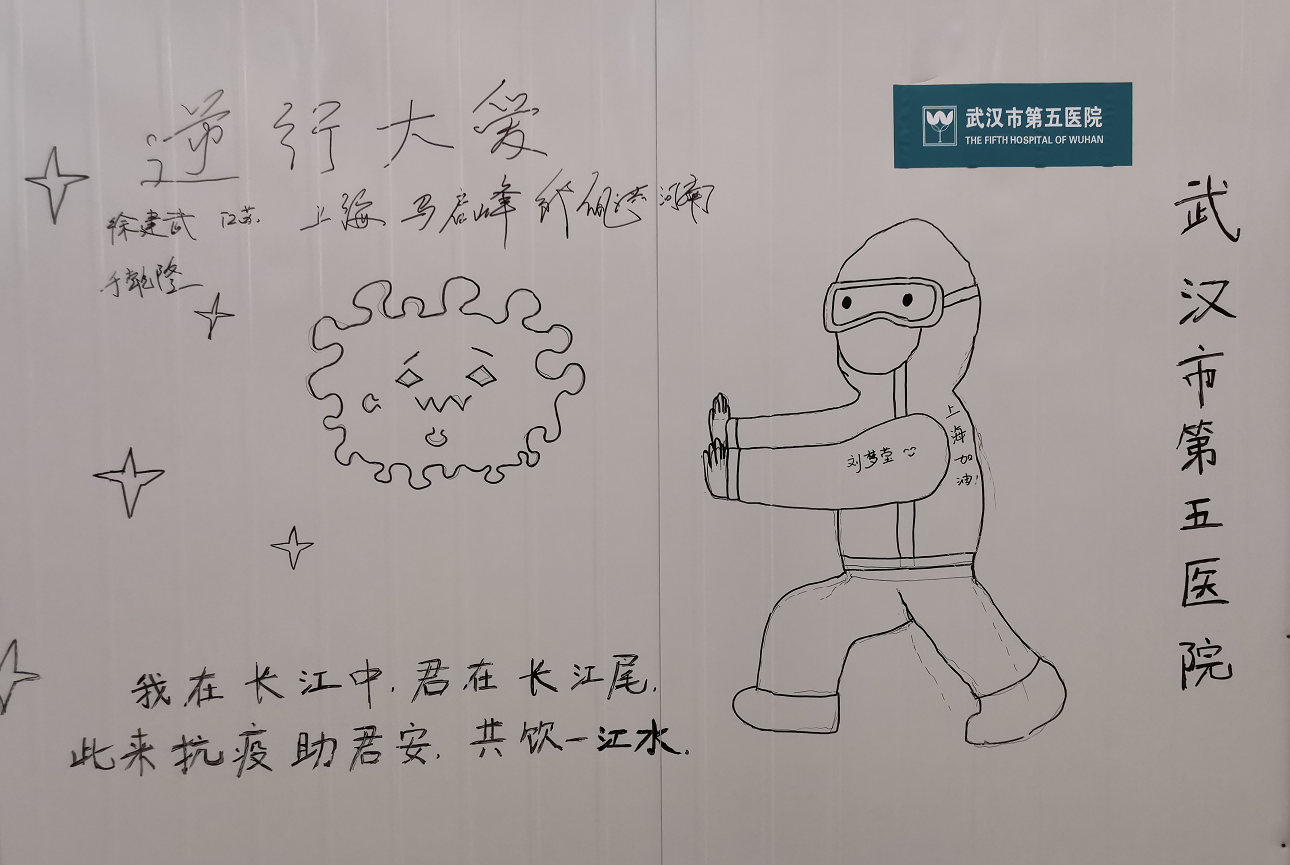 逆行大爱
徐建武 江苏. 上海 马启峰 河南
于乾隆
武汉市第五医院
THE FIFTH HOSPITAL OF WUHAN
武汉市第五医院
刘梦莹
上海加油!
我在长江中.君在长江尾.
此来抗疫助君安.共饮一江水.